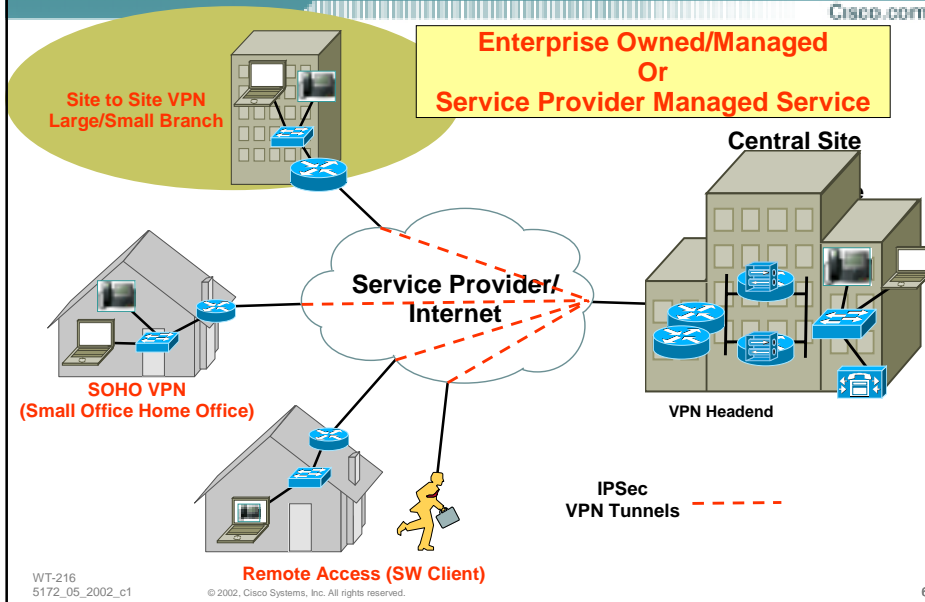 Cisco.com
Enterprise Owned/Managed
Or
Service Provider Managed Service
Site to Site VPN
Large/Small Branch
Central Site
Service Provider/
Internet
SOHO VPN
(Small Office Home Office)
VPN Headend
IPSec
VPN Tunnels
Remote Access (SW Client)
WT-216
5172_05_2002_c1
© 2002, Cisco Systems, Inc. All rights reserved.
6